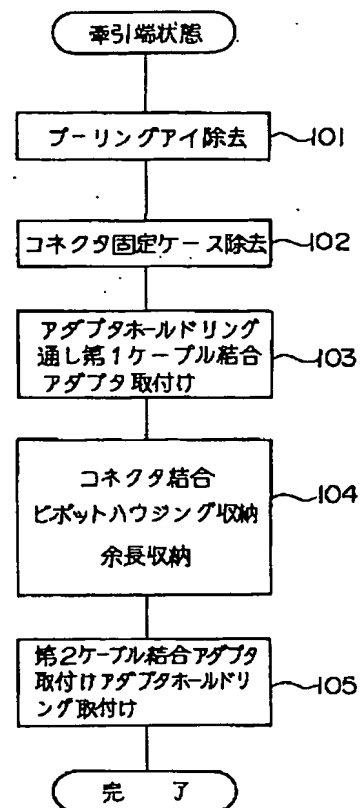 牽引端状態
プーリングアイ除去
101
コネクタ固定ケース除去
102
アダプタホールドリング
通し第1ケーブル結合
アダプタ取付け
103
コネクタ結合
ピボットハウジング収納
余長収納
104
第2ケーブル結合アダプタ
取付けアダプタホールドリ
ング取付け
105
完 了